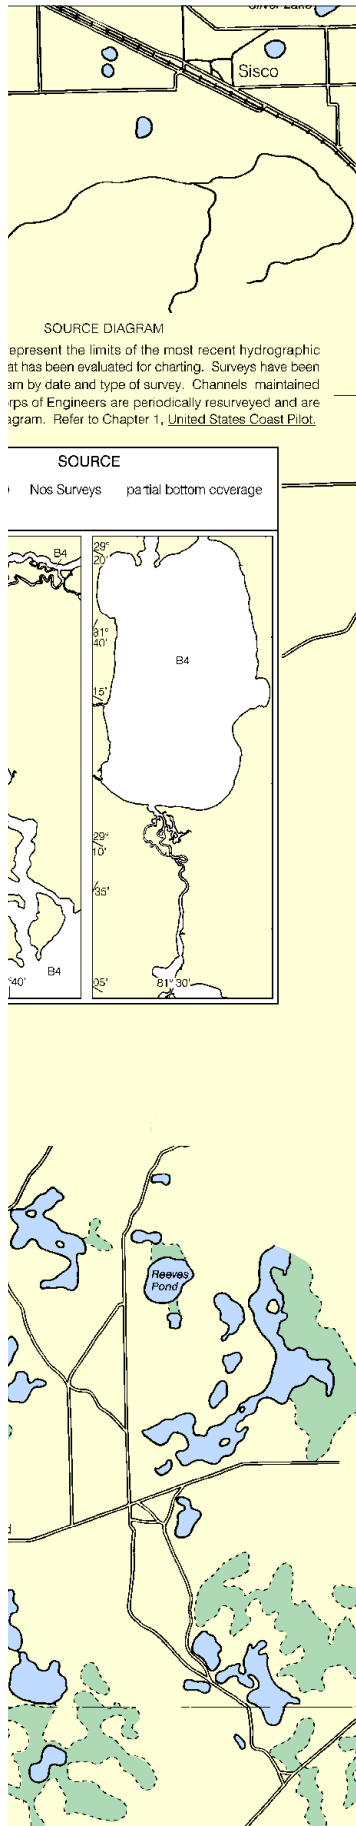 Silver Lake
Sisco
SOURCE DIAGRAM
epresent the limits of the most recent hydrographic
at has been evaluated for charting. Surveys have been
am by date and type of survey. Channels maintained
orps of Engineers are periodically resurveyed and are
agram. Refer to Chapter 1, United States Coast Pilot.
SOURCE
Nos Surveys partial bottom coverage
B4
29°
20'
81°
40'
B4
15'
29°
10'
35'
B4
40'
05'
81° 30'
Reeves
Pond